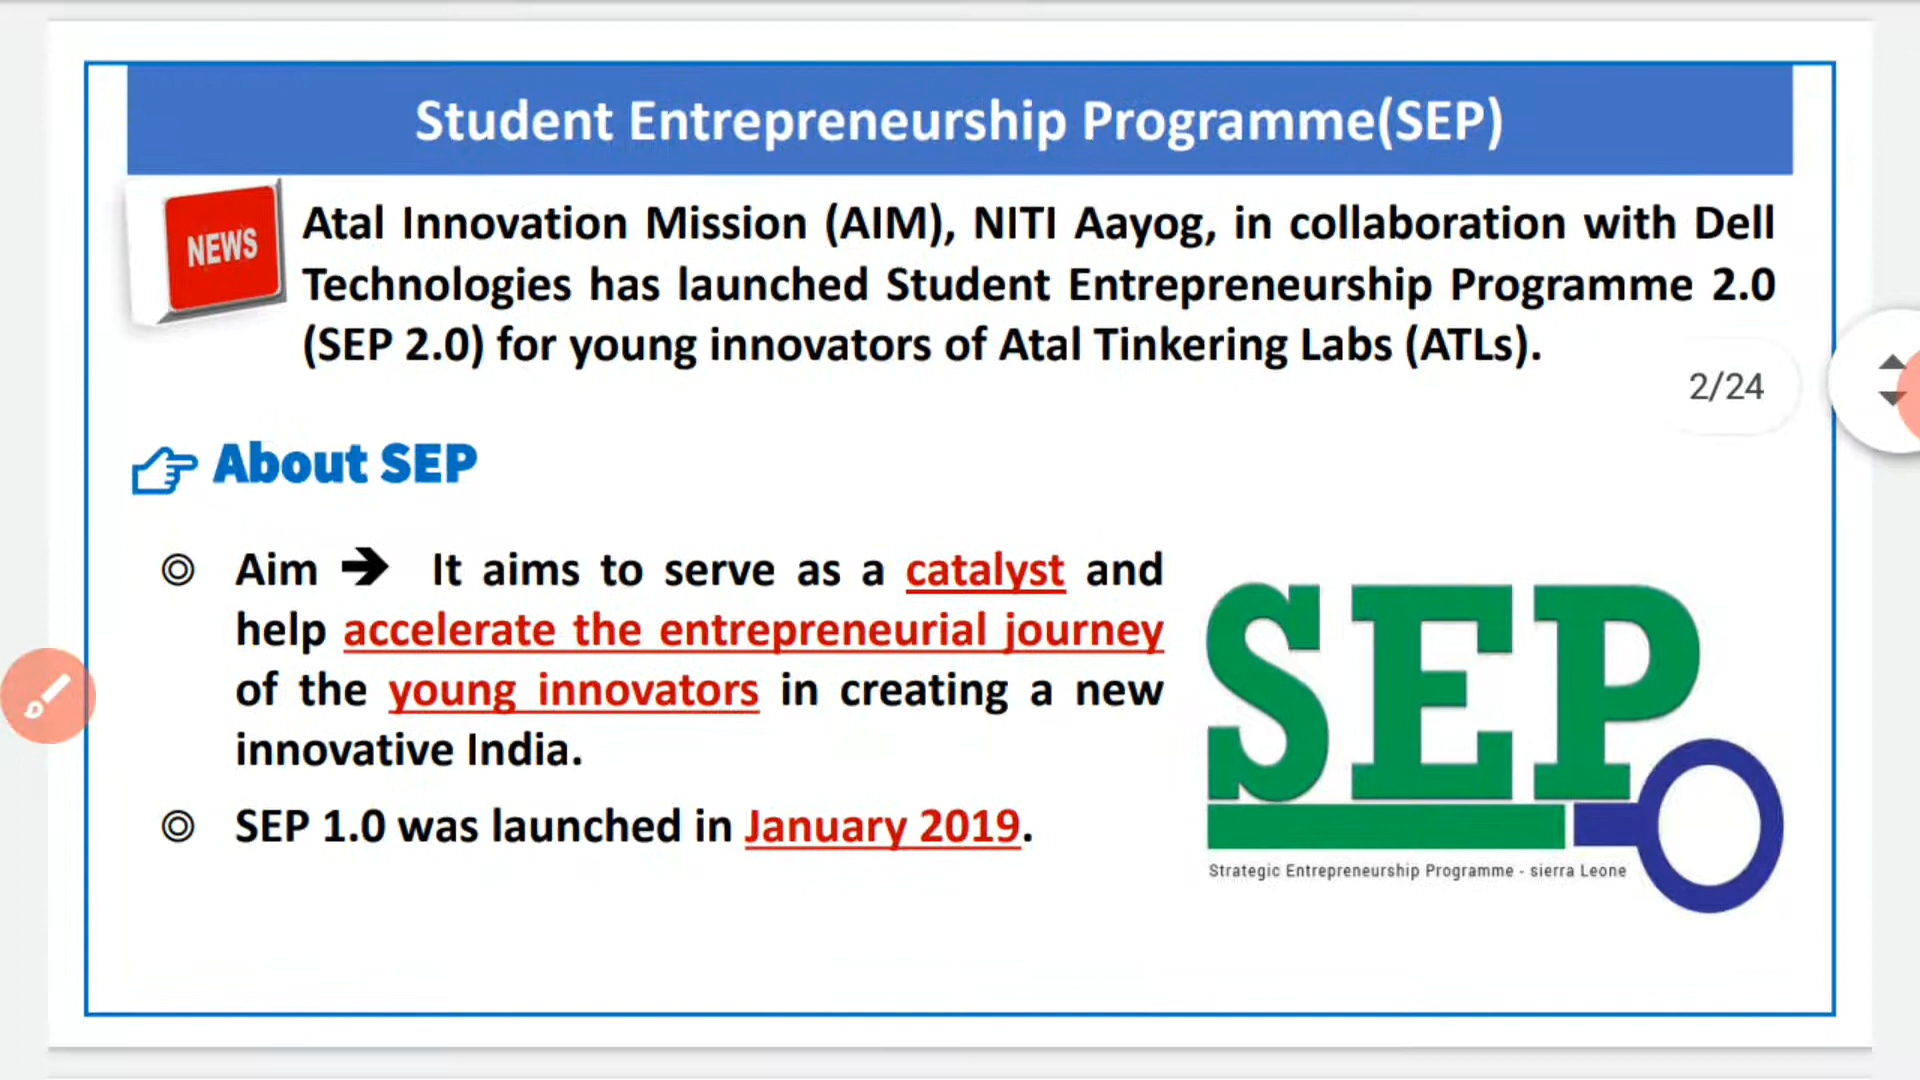 Student Entrepreneurship Programme(SEP)
NEWS
Atal Innovation Mission (AIM), NITI Aayog, in collaboration with Dell
Technologies has launched Student Entrepreneurship Programme 2.0
(SEP 2.0) for young innovators of Atal Tinkering Labs (ATLs).
2/24
About SEP
Aim ➔ It aims to serve as a catalyst and
help accelerate the entrepreneurial journey
of the young innovators in creating a new
innovative India.
SEP 1.0 was launched in January 2019.
SEP
Strategic Entrepreneurship Programme - sierra Leone